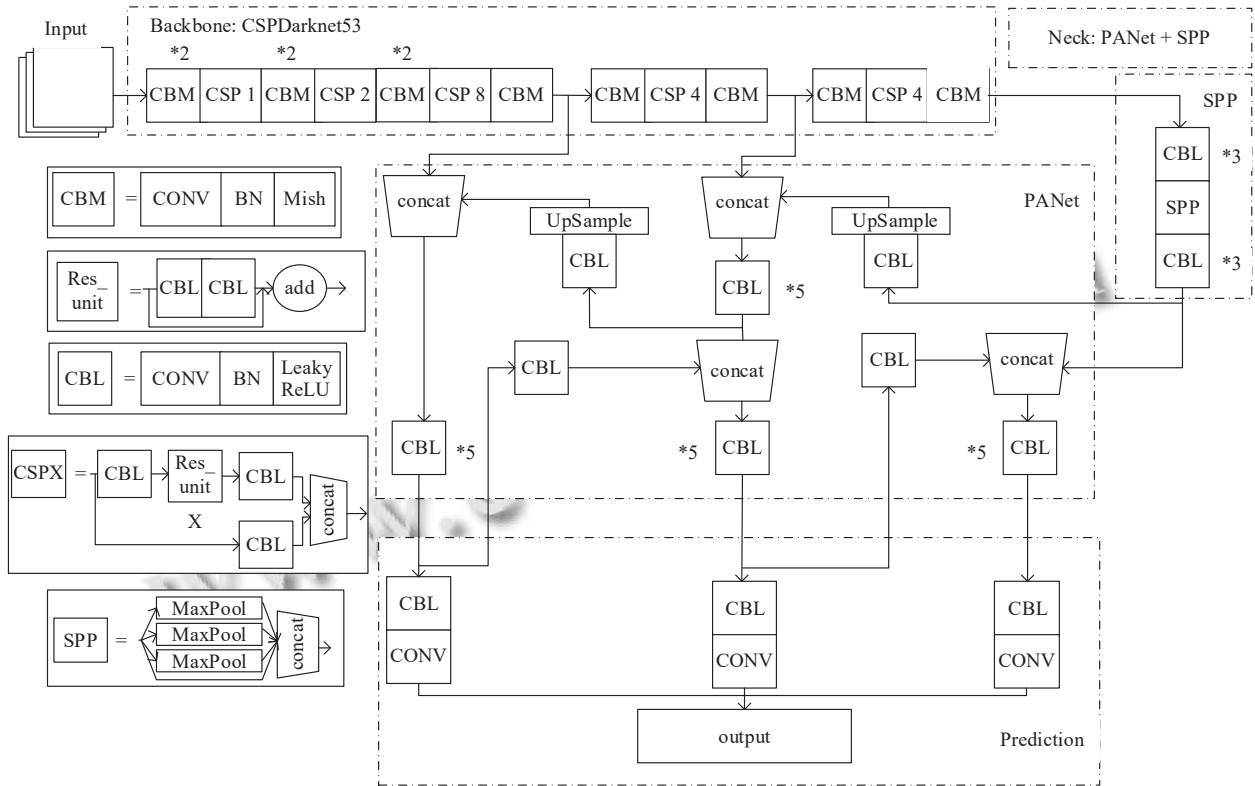 Input
Backbone: CSPDarknet53
*2 *2 *2
CBM CSP 1 CBM CSP 2 CBM CSP 8 CBM CBM CSP 4 CBM CBM CSP 4 CBM
Neck: PANet + SPP
SPP
CBL *3
SPP
CBL *3
PANet
concat
concat
UpSample
CBL
UpSample
CBL
CBL *5
CBL
concat
CBL
concat
CBL *5
CBL *5
CBL *5
CBM = CONV BN Mish
Res_
unit
= CBL CBL add
CBL = CONV BN Leaky
ReLU
CSPX = CBL Res_
unit
CBL
X
CBL
concat
SPP =
MaxPool
MaxPool
MaxPool
concat
CBL
CONV
CBL
CONV
CBL
CONV
output
Prediction